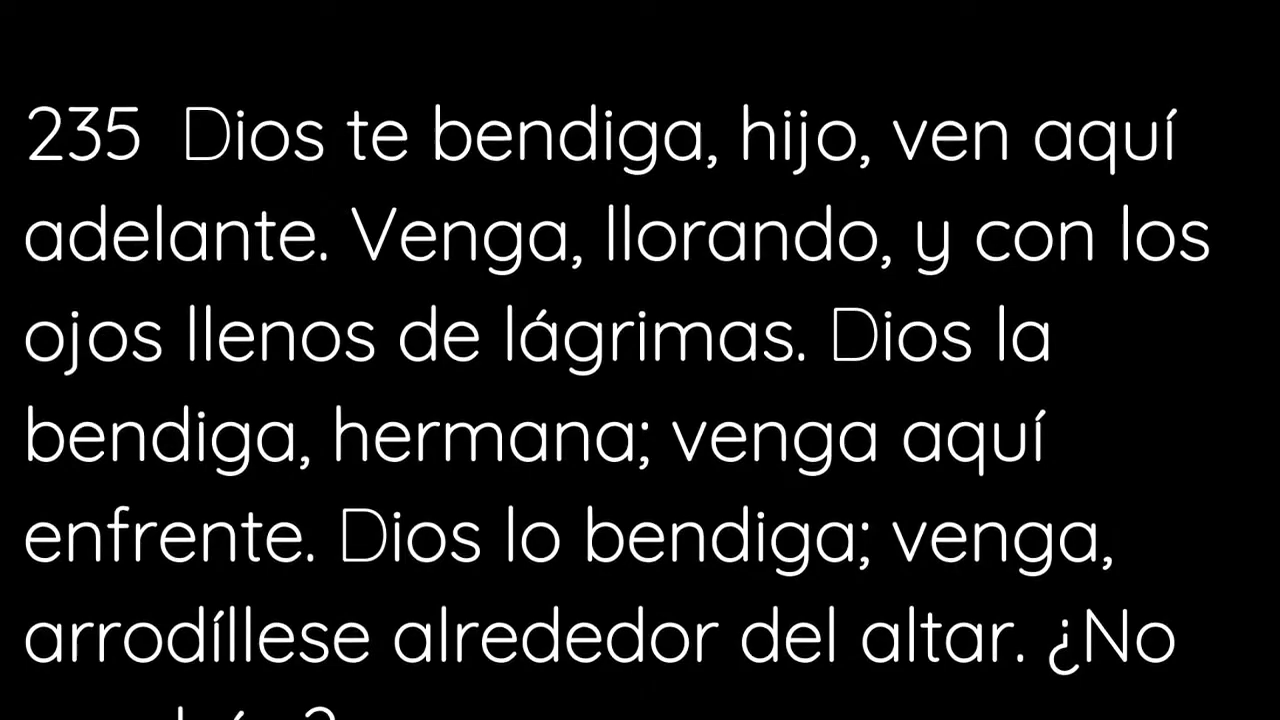 235  Dios te bendiga, hijo, ven aquí
adelante. Venga, llorando, y con los
ojos llenos de lágrimas. Dios la
bendiga, hermana; venga aquí
enfrente. Dios lo bendiga; venga,
arrodíllese alrededor del altar. ¿No